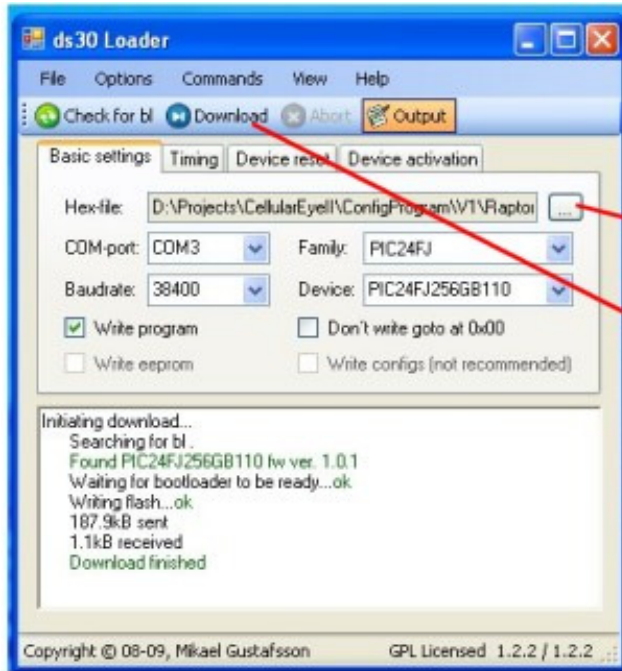 ds30 Loader
File Options Commands View Help
Check for bl Download Abort Output
Basic settings Timing Device reset Device activation
Hex-file: D:\Projects\CellularEyeII\ConfigProgram\V1\Raptor ...
COM-port: COM3 Family: PIC24FJ
Baudrate: 38400 Device: PIC24FJ256GB110
Write program Don't write goto at 0x00
Write eeprom Write configs (not recommended)
Initiating download...
Searching for bl .
Found PIC24FJ256GB110 fw ver. 1.0.1
Waiting for bootloader to be ready...ok
Writing flash...ok
187.9kB sent
1.1kB received
Download finished
Copyright © 08-09, Mikael Gustafsson GPL Licensed 1.2.2 / 1.2.2